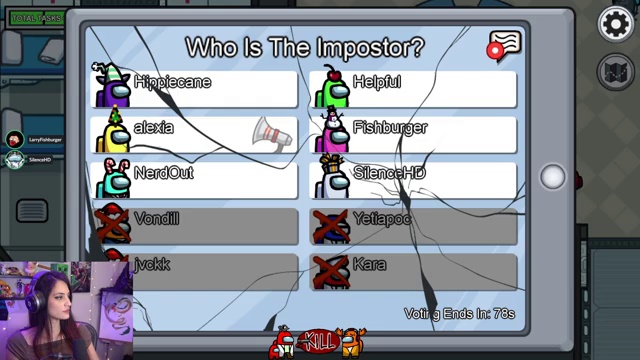 TOTAL TASKS
Who Is The Impostor?
Hippiecane
Helpful
alexia
Fishburger
NerdOut
SilenceHD
Vondill
Yetiapoc
jvckk
Kara
LarryFishburger
SilenceHD
Voting Ends In: 78s
KILL